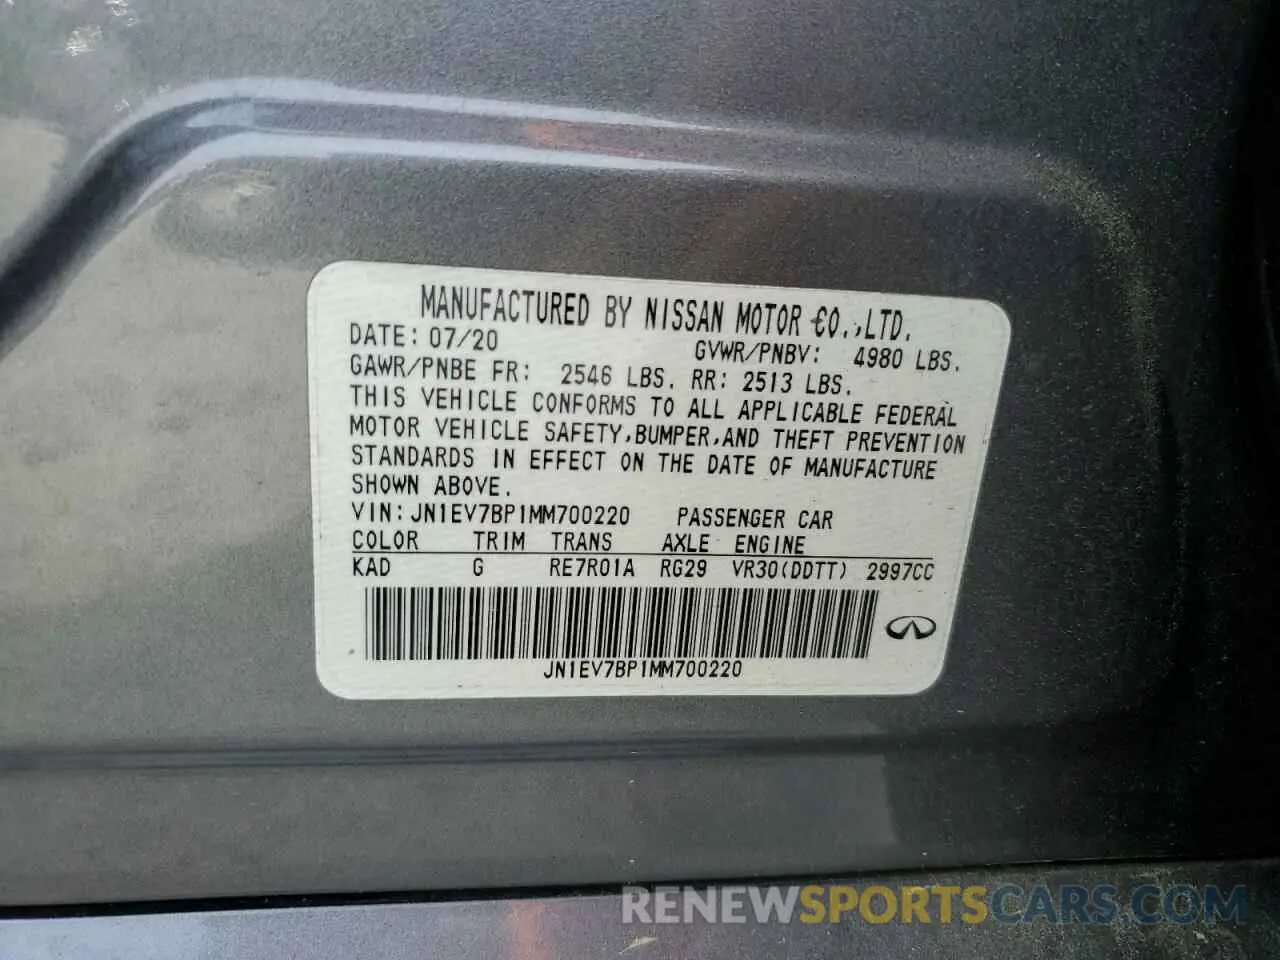 MANUFACTURED BY NISSAN MOTOR CO.,LTD.
DATE: 07/20 GVWR/PNBV: 4980 LBS.
GAWR/PNBE FR: 2546 LBS. RR: 2513 LBS.
THIS VEHICLE CONFORMS TO ALL APPLICABLE FEDERAL
MOTOR VEHICLE SAFETY,BUMPER,AND THEFT PREVENTION
STANDARDS IN EFFECT ON THE DATE OF MANUFACTURE
SHOWN ABOVE.
VIN: JN1EV7BP1MM700220 PASSENGER CAR
COLOR TRIM TRANS AXLE ENGINE
KAD G RE7R01A RG29 VR30(DDTT) 2997CC
JN1EV7BP1MM700220
RENEWSPORTSCARS.COM